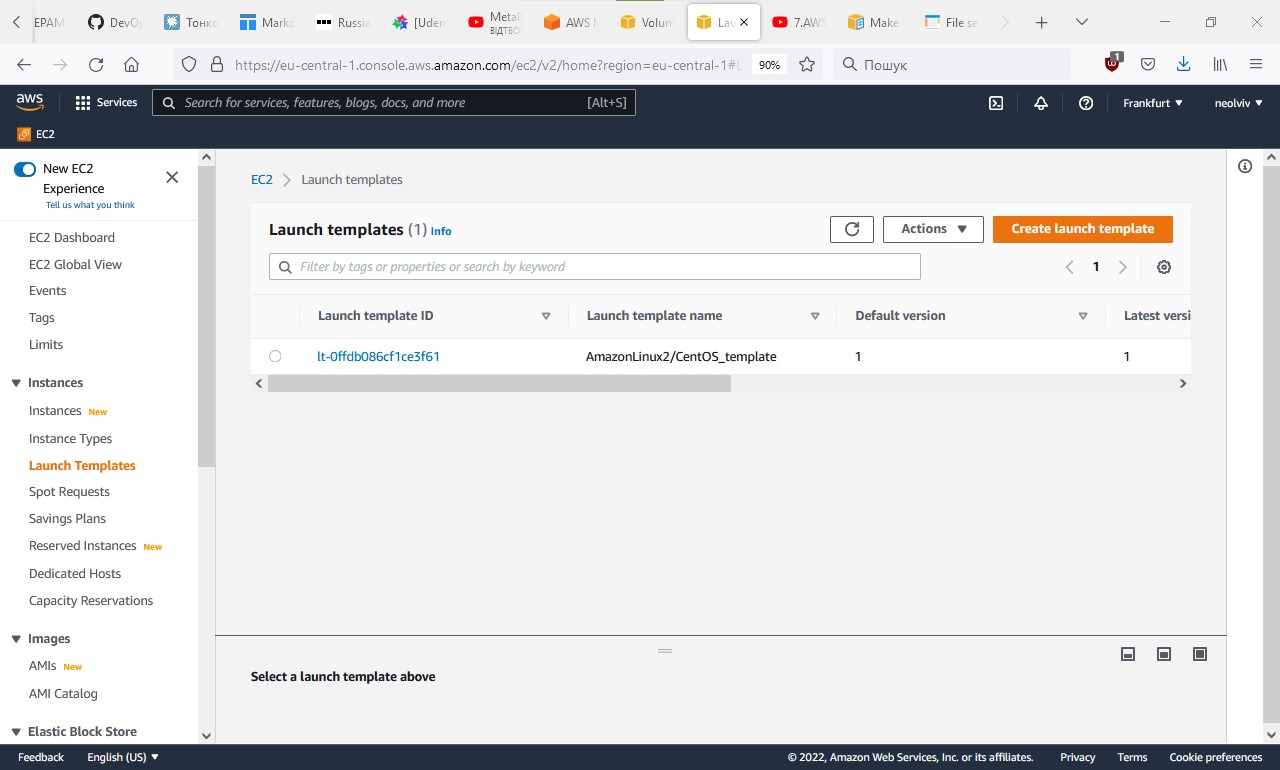 EPAM DevO Тонко Mark Russia [Uden Metall AWS Volum Lau 7.AWS Make File se
ВІДТВО
https://eu-central-1.console.aws.amazon.com/ec2/v2/home?region=eu-central-1# 90% Пошук 1
aws Services Search for services, features, blogs, docs, and more [Alt+S] Frankfurt neolviv
EC2
New EC2
Experience
Tell us what you think
EC2 Dashboard
EC2 Global View
Events
Tags
Limits
Instances
Instances New
Instance Types
Launch Templates
Spot Requests
Savings Plans
Reserved Instances New
Dedicated Hosts
Capacity Reservations
Images
AMIs New
AMI Catalog
Elastic Block Store
EC2 Launch templates
Launch templates (1) Info
Actions Create launch template
Filter by tags or properties or search by keyword 1
Launch template ID Launch template name Default version Latest versi
lt-0ffdb086cf1ce3f61 AmazonLinux2/CentOS_template 1 1
Select a launch template above
Feedback English (US) © 2022, Amazon Web Services, Inc. or its affiliates. Privacy Terms Cookie preferences